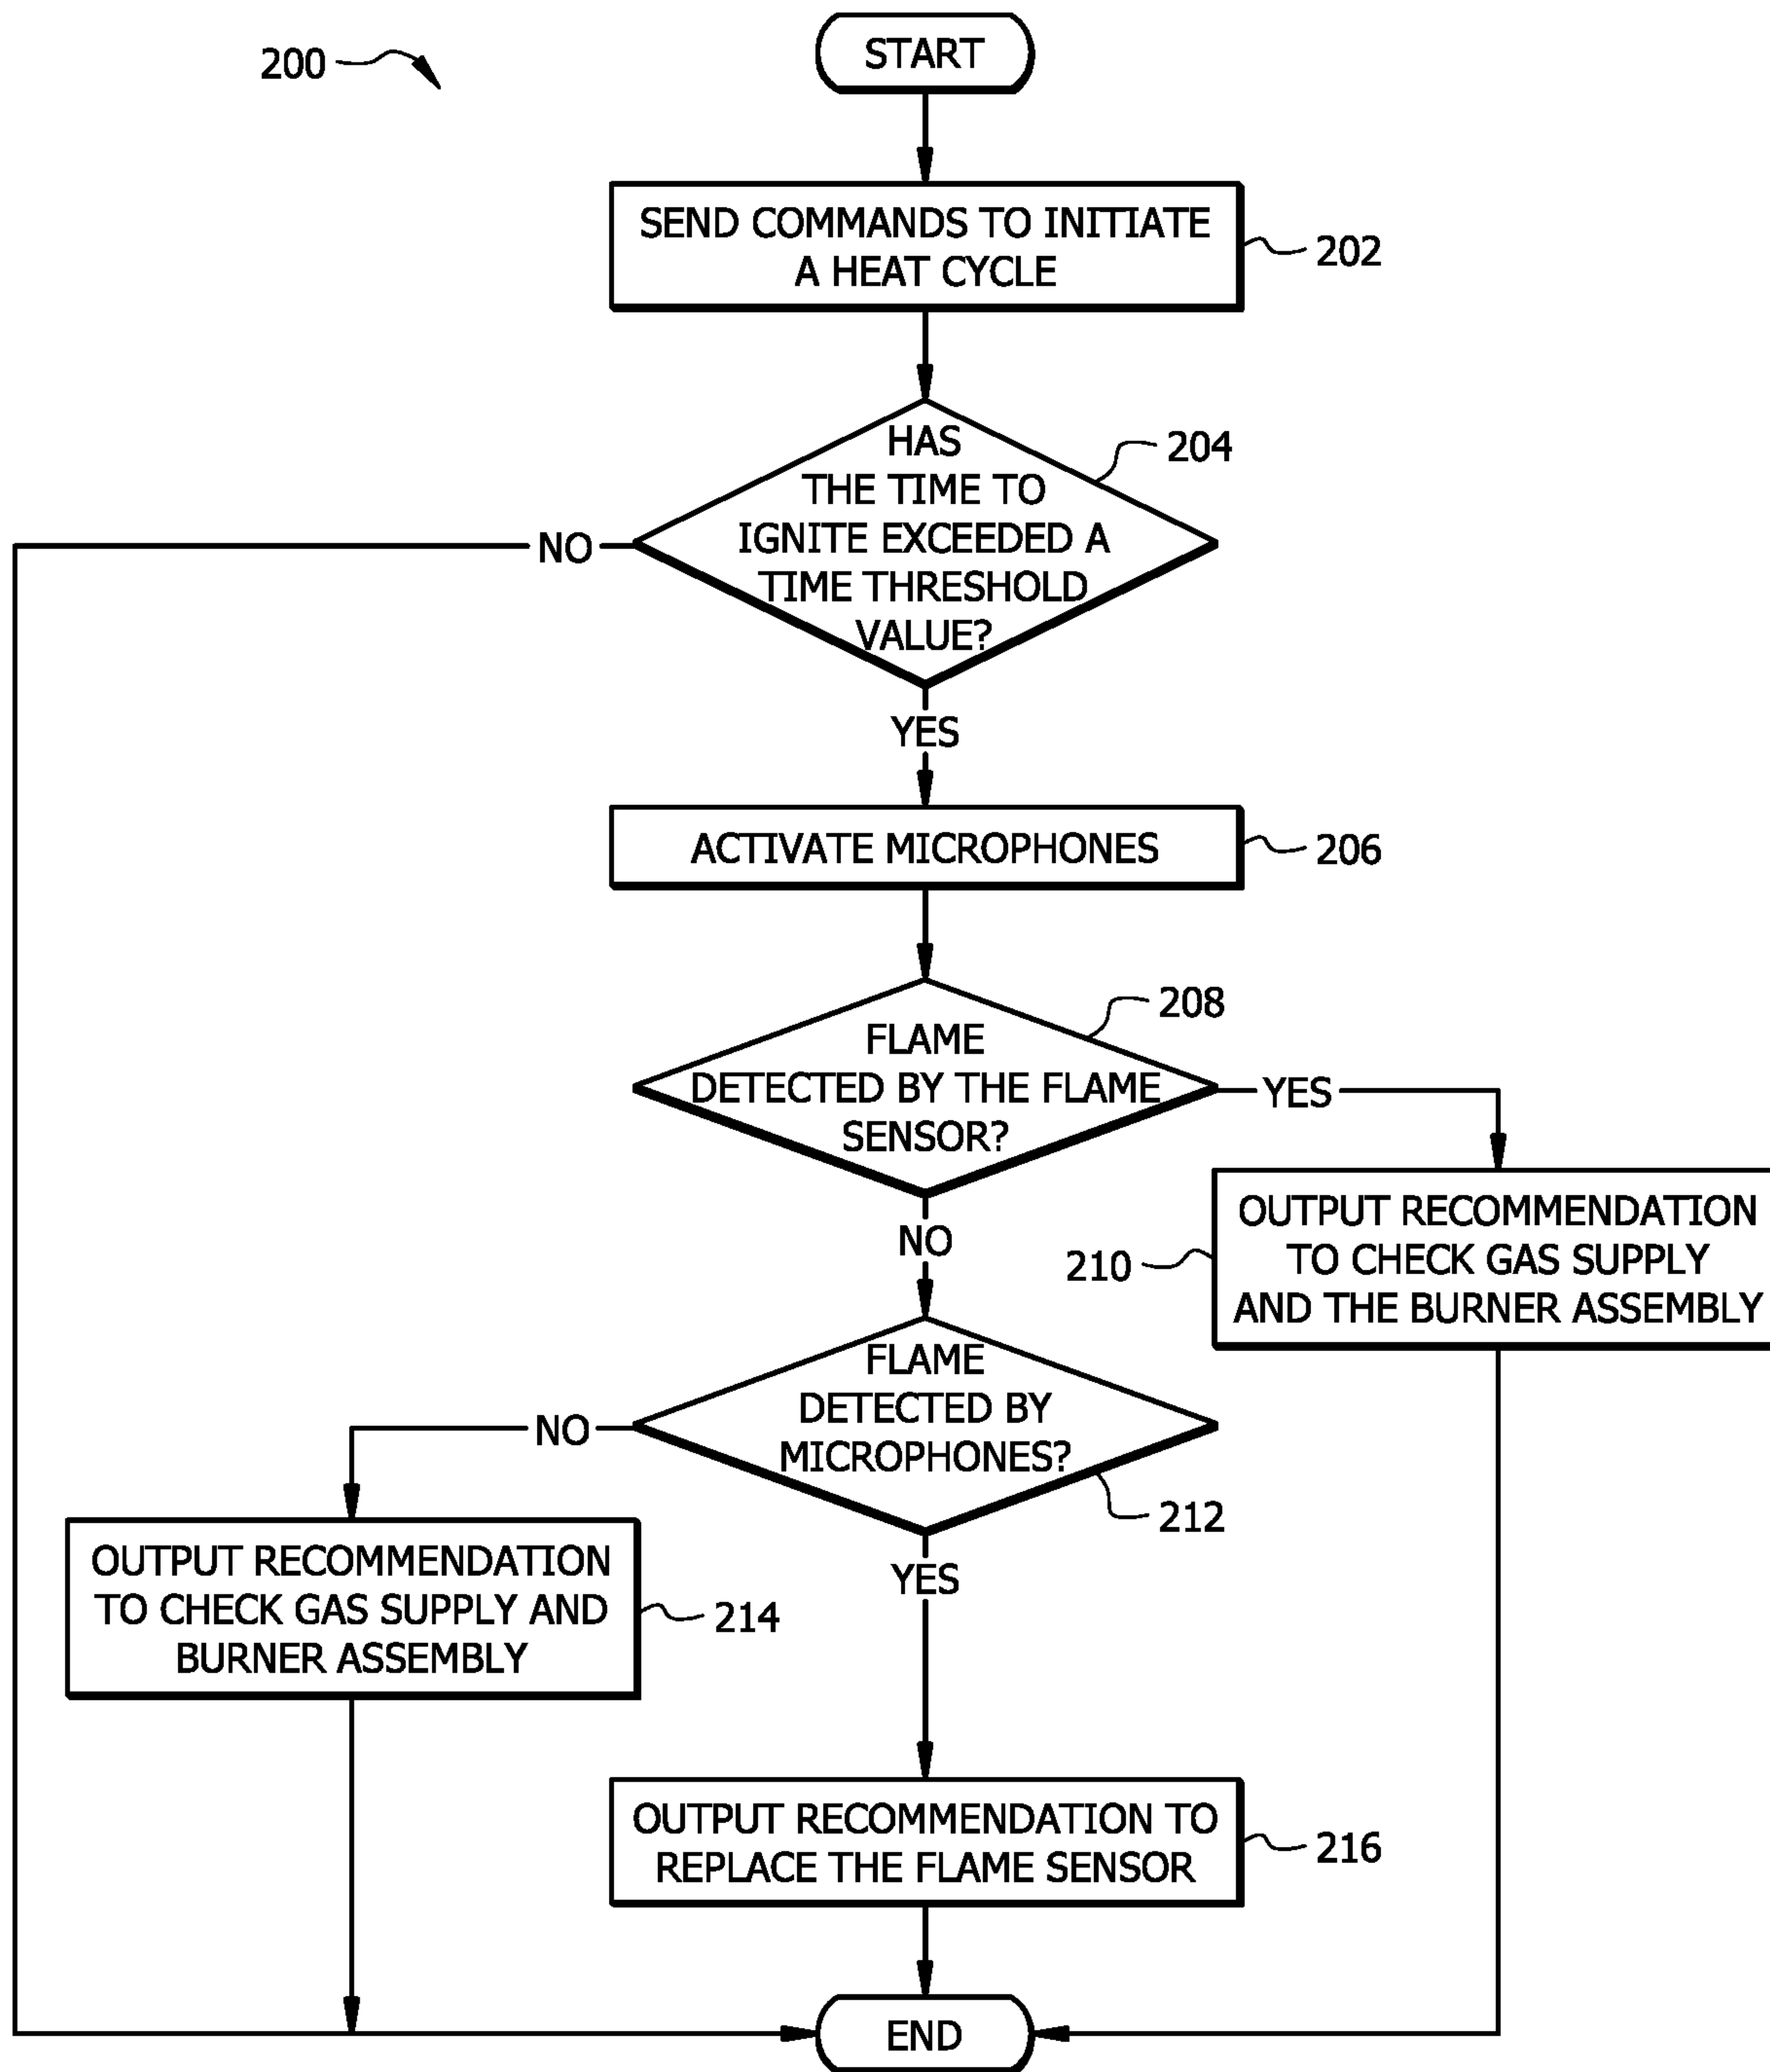 200
START
SEND COMMANDS TO INITIATE
A HEAT CYCLE
202
HAS
THE TIME TO
IGNITE EXCEEDED A
TIME THRESHOLD
VALUE?
204
NO
YES
ACTIVATE MICROPHONES
206
FLAME
DETECTED BY THE FLAME
SENSOR?
208
YES
NO
OUTPUT RECOMMENDATION
TO CHECK GAS SUPPLY
AND THE BURNER ASSEMBLY
210
FLAME
DETECTED BY
MICROPHONES?
212
NO
YES
OUTPUT RECOMMENDATION
TO CHECK GAS SUPPLY AND
BURNER ASSEMBLY
214
OUTPUT RECOMMENDATION TO
REPLACE THE FLAME SENSOR
216
END